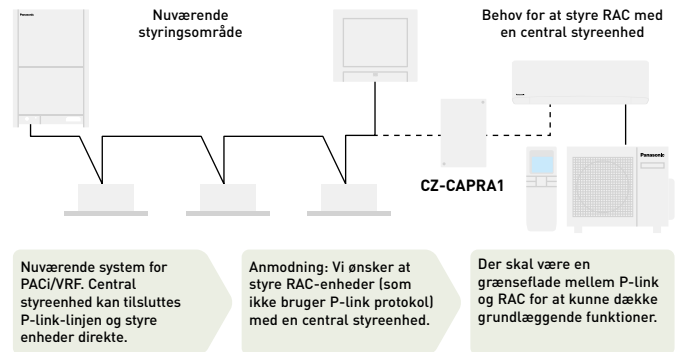 Panasonic
Nuværende
styringsområde
Behov for at styre RAC med
en central styreenhed
CZ-CAPRA1
Panasonic
Nuværende system for
PACi/VRF. Central
styreenhed kan tilsluttes
P-link-linjen og styre
enheder direkte.
Anmodning: Vi ønsker at
styre RAC-enheder (som
ikke bruger P-link protokol)
med en central styreenhed.
Der skal være en
grænseflade mellem P-link
og RAC for at kunne dække
grundlæggende funktioner.